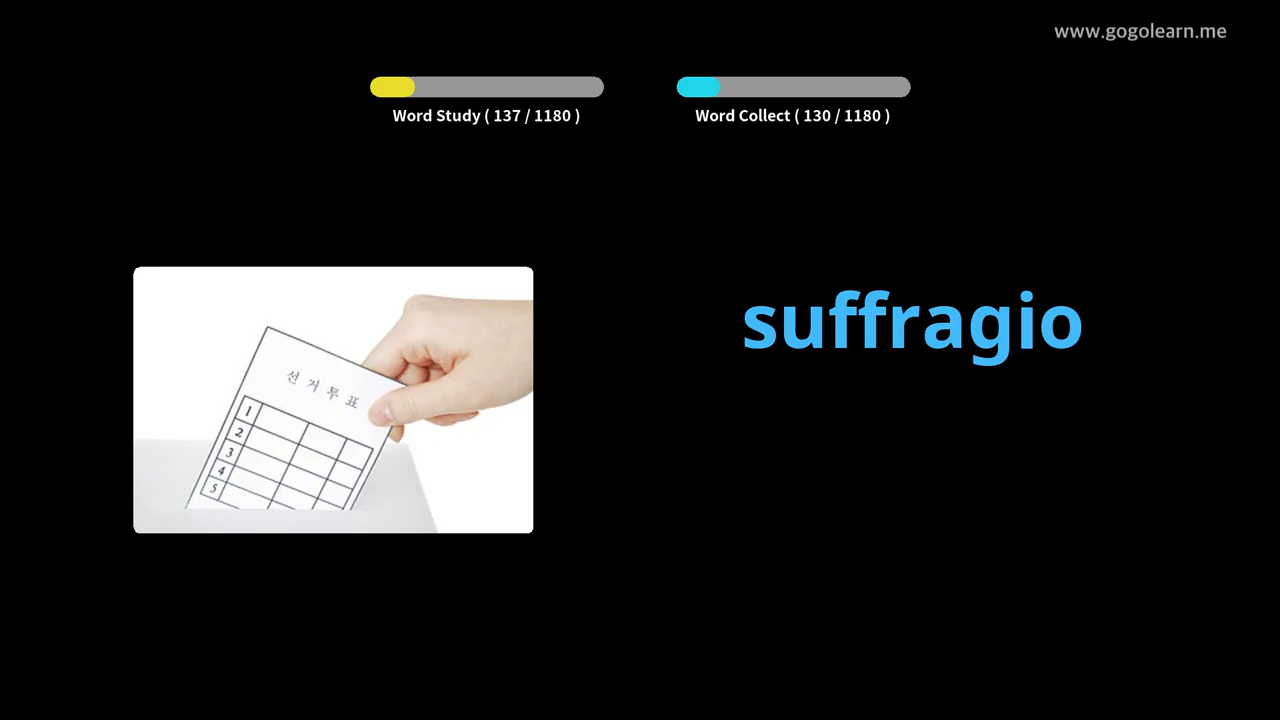 www.gogolearn.me
Word Study ( 137 / 1180 )
Word Collect ( 130 / 1180 )
suffragio
선거투표
1
2
3
4
5